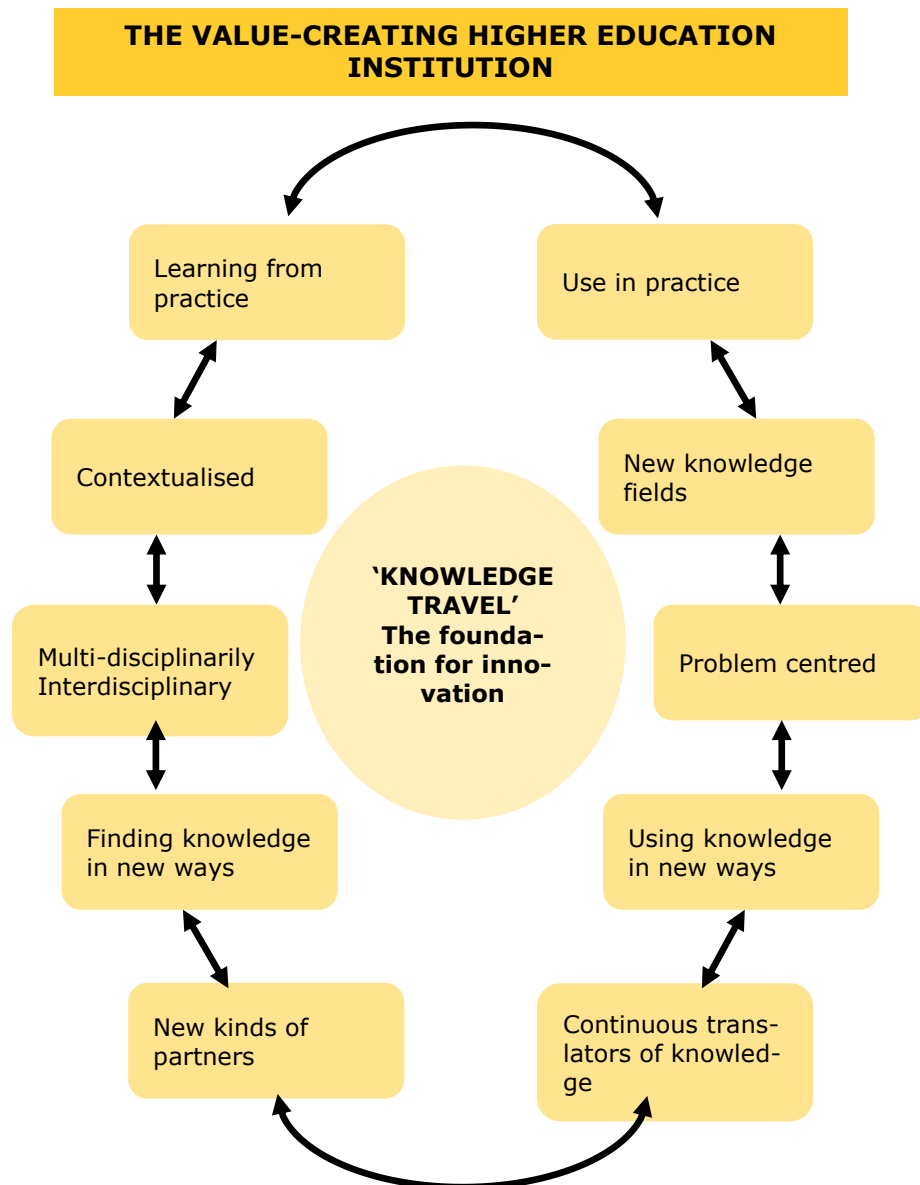 THE VALUE-CREATING HIGHER EDUCATION
INSTITUTION
Learning from
practice
Use in practice
Contextualised
New knowledge
fields
‘KNOWLEDGE
TRAVEL’
The founda-
tion for inno-
vation
Multi-disciplinarily
Interdisciplinary
Problem centred
Finding knowledge
in new ways
Using knowledge
in new ways
New kinds of
partners
Continuous trans-
lators of knowled-
ge